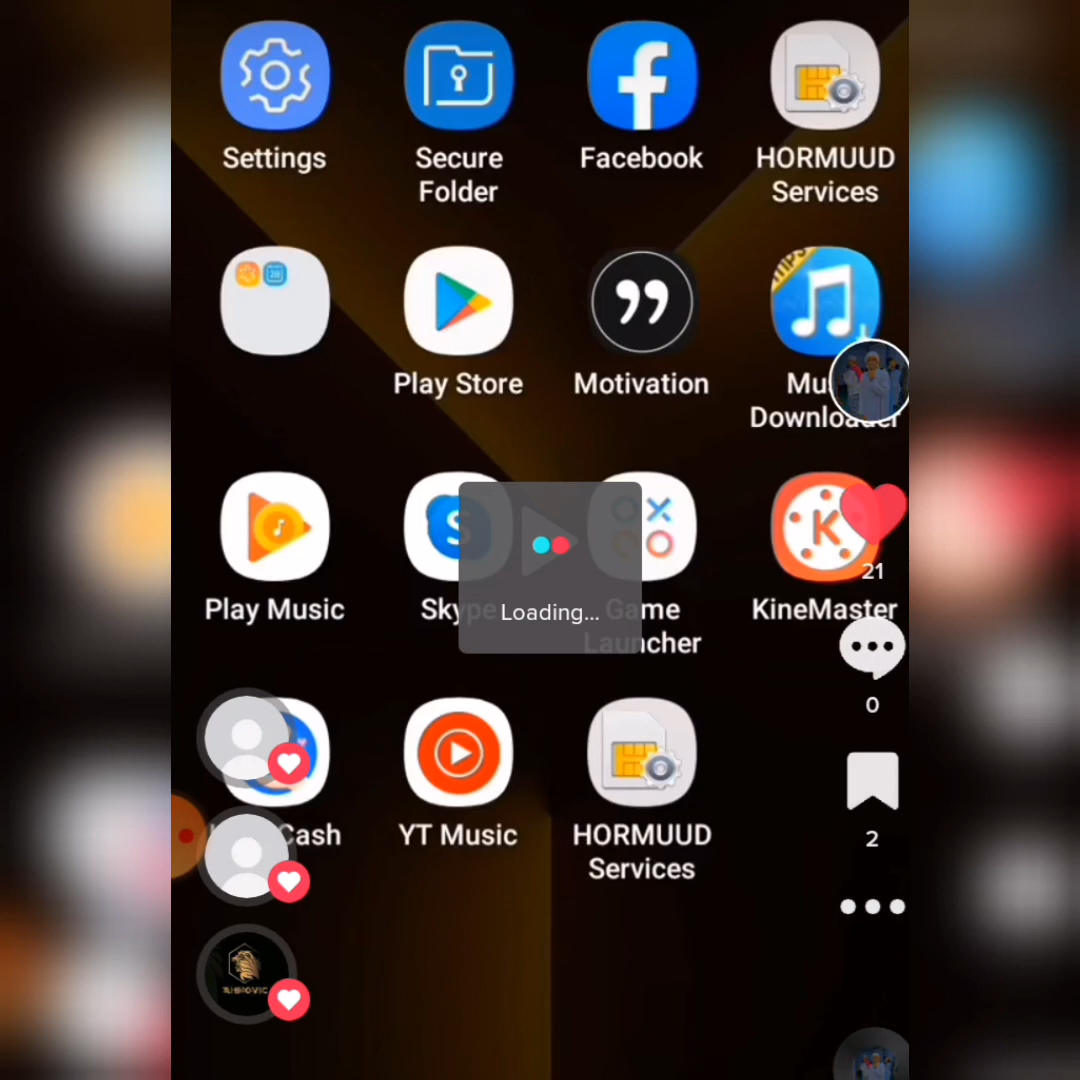 Settings
Secure
Folder
Facebook
HORMUUD
Services
28
Play Store
Motivation
Downloader
Play Music
Skype
Game
Launcher
KineMaster
Loading...
21
0
Cash
YT Music
HORMUUD
Services
2